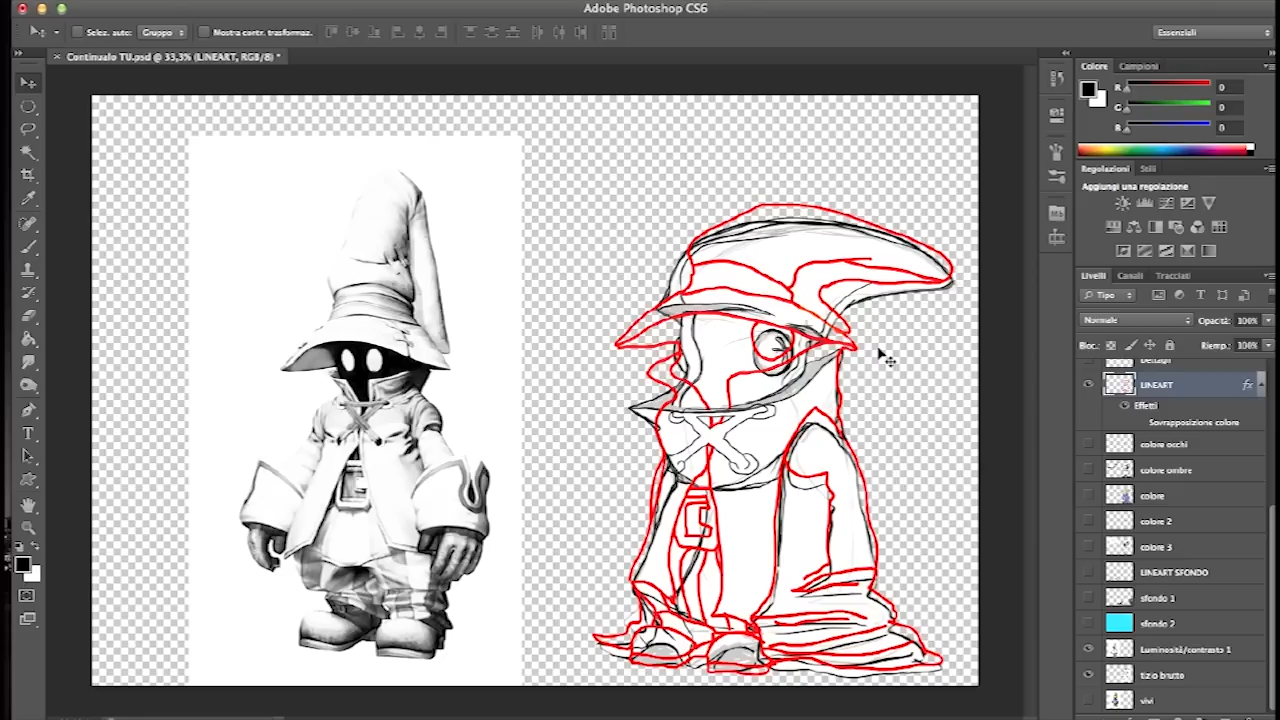 Adobe Photoshop CS6
Selez. auto: Gruppo Mostra contr. trasformaz. Essenziali
Continualo TU.psd @ 33,3% (LINEART, RGB/8) *
Colore Campioni
R 0
G 0
B 0
Regolazioni Stili
Aggiungi una regolazione
Livelli Canali Tracciati
Tipo
Normale Opacità: 100%
Bloc.: Riemp.: 100%
Dettagli
LINEART fx
Effetti
Sovrapposizione colore
colore occhi
colore ombre
colore
colore 2
colore 3
LINEART SFONDO
sfondo 1
sfondo 2
Luminosità/contrasto 1
tizio brutto
vivi